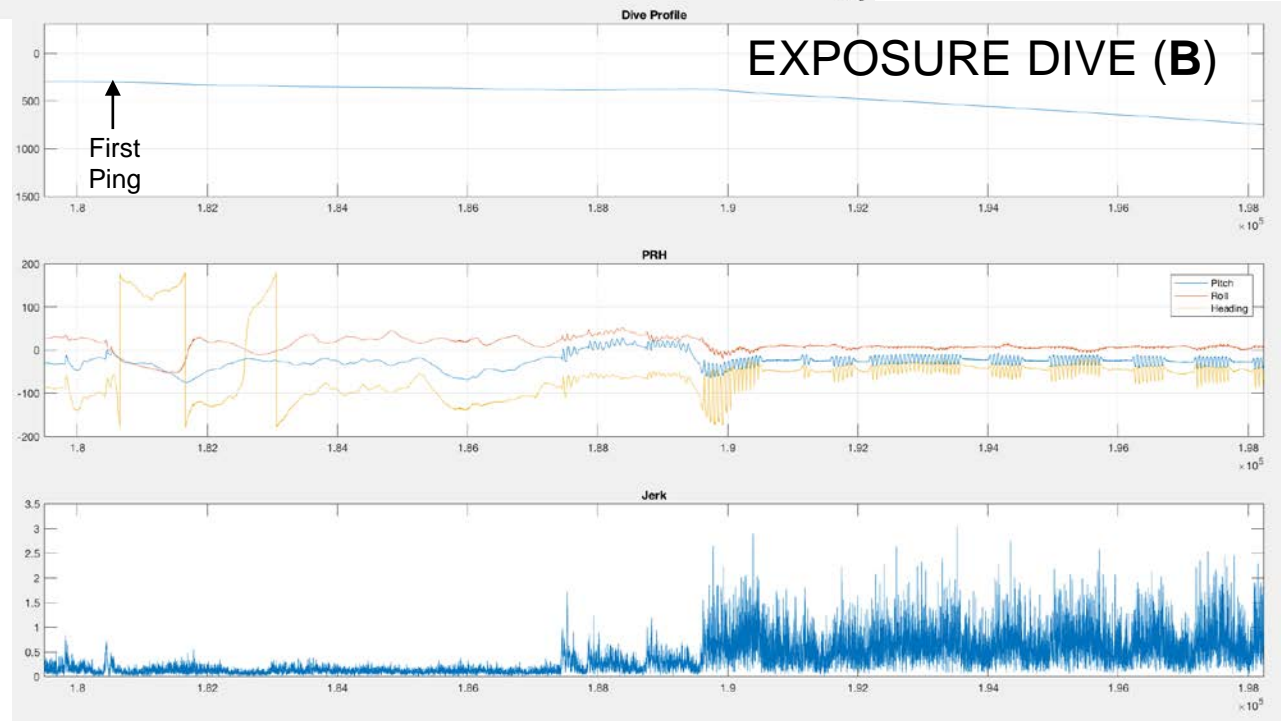 Dive Profile
EXPOSURE DIVE (B)
0
500
1000
1500
First
Ping
1.8 1.82 1.84 1.86 1.88 1.9 1.92 1.94 1.96 1.98
×10⁵
PRH
200
100
0
-100
-200
Pitch
Roll
Heading
1.8 1.82 1.84 1.86 1.88 1.9 1.92 1.94 1.96 1.98
×10⁵
Jerk
3.5
3
2.5
2
1.5
1
0.5
0
1.8 1.82 1.84 1.86 1.88 1.9 1.92 1.94 1.96 1.98
×10⁵